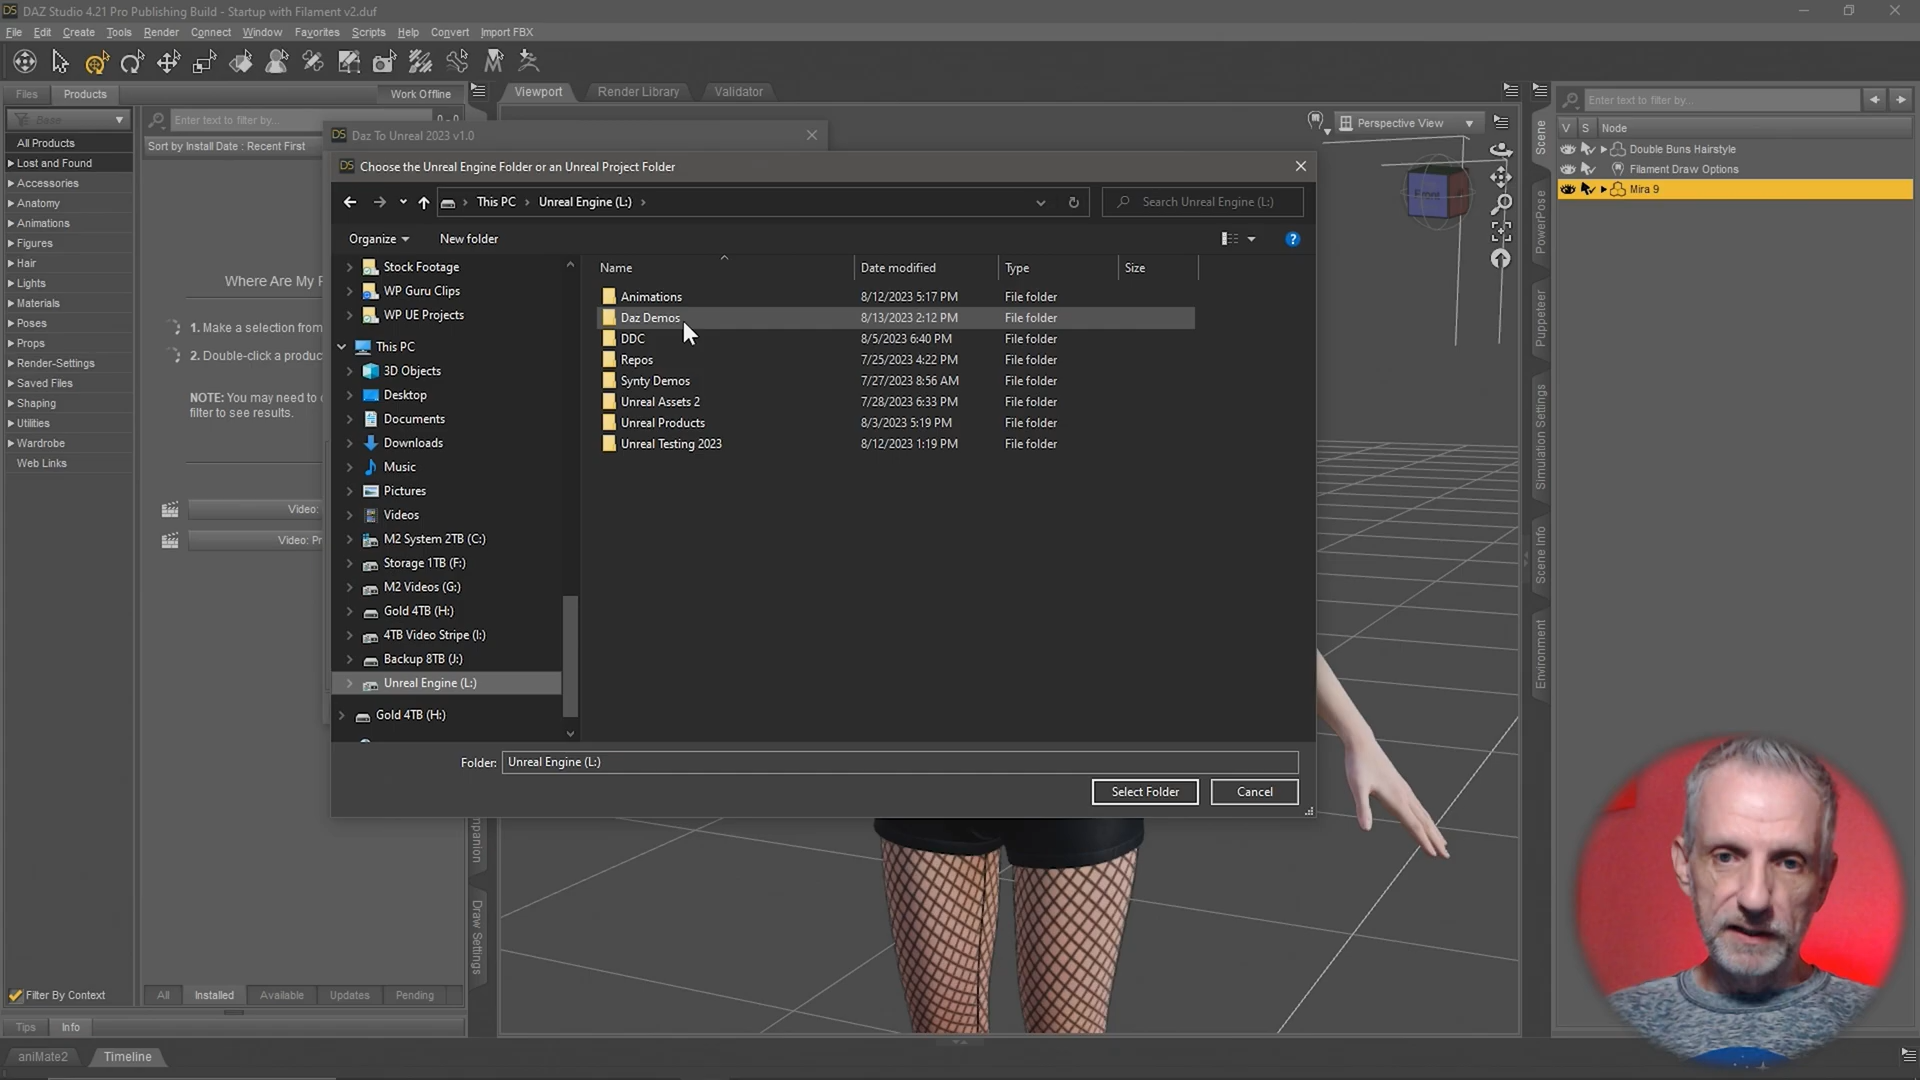 DAZ Studio 4.21 Pro Publishing Build - Startup with Filament v2.duf
File Edit Create Tools Render Connect Window Favorites Scripts Help Convert Import FBX
Files Products Work Offline
Viewport Render Library Validator
Base
Enter text to filter by...
0 - 0
All Products
Sort by Install Date : Recent First
Lost and Found
Accessories
Anatomy
Animations
Figures
Hair
Lights
Materials
Poses
Props
Render-Settings
Saved Files
Shaping
Utilities
Wardrobe
Web Links
Where Are My
1. Make a selection from
2. Double-click a produc
NOTE: You may need to
filter to see results.
Video:
Video: Pr
Filter By Context
All Installed Available Updates Pending
Tips Info
aniMate2 Timeline
Daz To Unreal 2023 v1.0
Choose the Unreal Engine Folder or an Unreal Project Folder
This PC Unreal Engine (L:)
Search Unreal Engine (L:)
Organize New folder
Stock Footage
WP Guru Clips
WP UE Projects
This PC
3D Objects
Desktop
Documents
Downloads
Music
Pictures
Videos
M2 System 2TB (C:)
Storage 1TB (F:)
M2 Videos (G:)
Gold 4TB (H:)
4TB Video Stripe (I:)
Backup 8TB (J:)
Unreal Engine (L:)
Gold 4TB (H:)
Name Date modified Type Size
Animations 8/12/2023 5:17 PM File folder
Daz Demos 8/13/2023 2:12 PM File folder
DDC 8/5/2023 6:40 PM File folder
Repos 7/25/2023 4:22 PM File folder
Synty Demos 7/27/2023 8:56 AM File folder
Unreal Assets 2 7/28/2023 6:33 PM File folder
Unreal Products 8/3/2023 5:19 PM File folder
Unreal Testing 2023 8/12/2023 1:19 PM File folder
Folder: Unreal Engine (L:)
Select Folder Cancel
Perspective View
Front
Enter text to filter by...
V S Node
Double Buns Hairstyle
Filament Draw Options
Mira 9
Scene
PowerPose
Puppeteer
Simulation Settings
Scene Info
Environment
Draw Settings